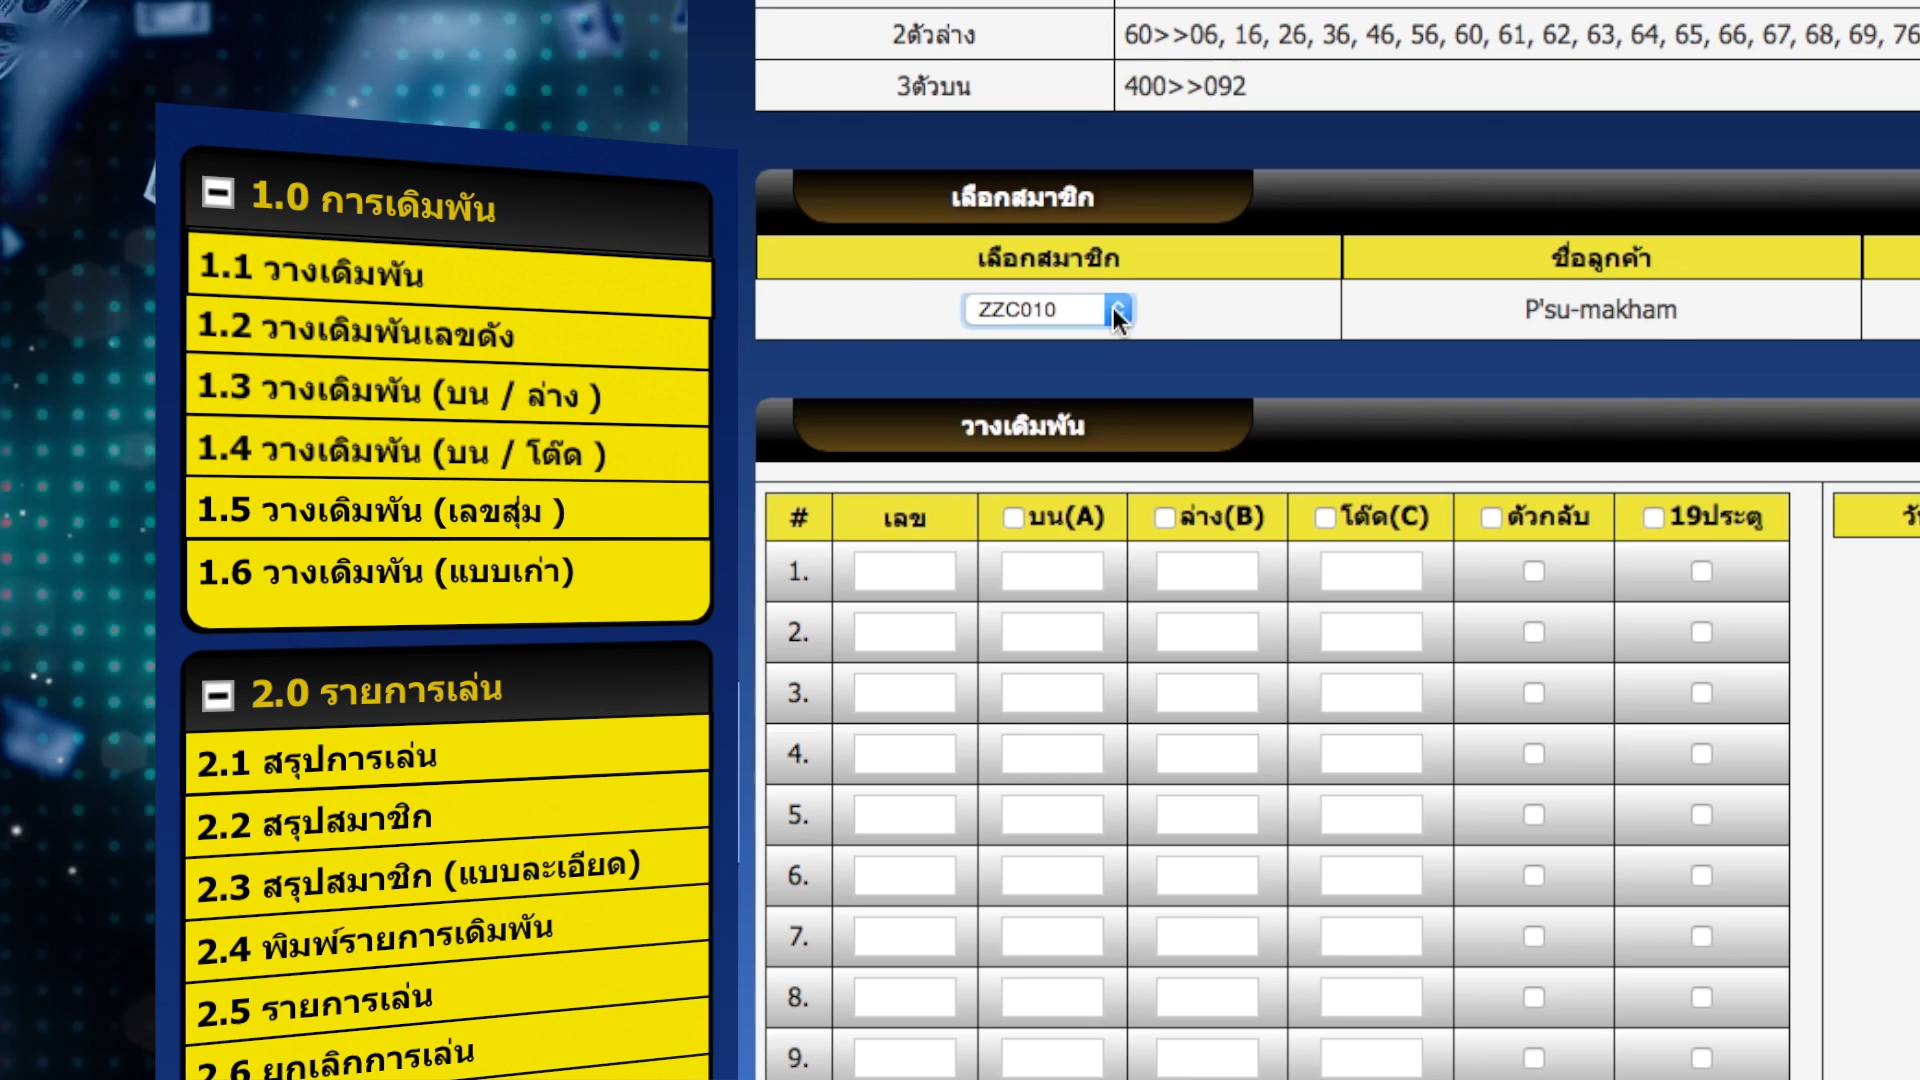 2ตัวล่าง 60>>06, 16, 26, 36, 46, 56, 60, 61, 62, 63, 64, 65, 66, 67, 68, 69, 76
3ตัวบน 400>>092
1.0 การเดิมพัน
1.1 วางเดิมพัน
1.2 วางเดิมพันเลขดัง
1.3 วางเดิมพัน (บน / ล่าง )
1.4 วางเดิมพัน (บน / โต๊ด )
1.5 วางเดิมพัน (เลขสุ่ม )
1.6 วางเดิมพัน (แบบเก่า)
2.0 รายการเล่น
2.1 สรุปการเล่น
2.2 สรุปสมาชิก
2.3 สรุปสมาชิก (แบบละเอียด)
2.4 พิมพ์รายการเดิมพัน
2.5 รายการเล่น
2.6 ยกเลิกการเล่น
เลือกสมาชิก
เลือกสมาชิก ชื่อลูกค้า
ZZC010 P'su-makham
วางเดิมพัน
# เลข บน(A) ล่าง(B) โต๊ด(C) ตัวกลับ 19ประตู
1.
2.
3.
4.
5.
6.
7.
8.
9.